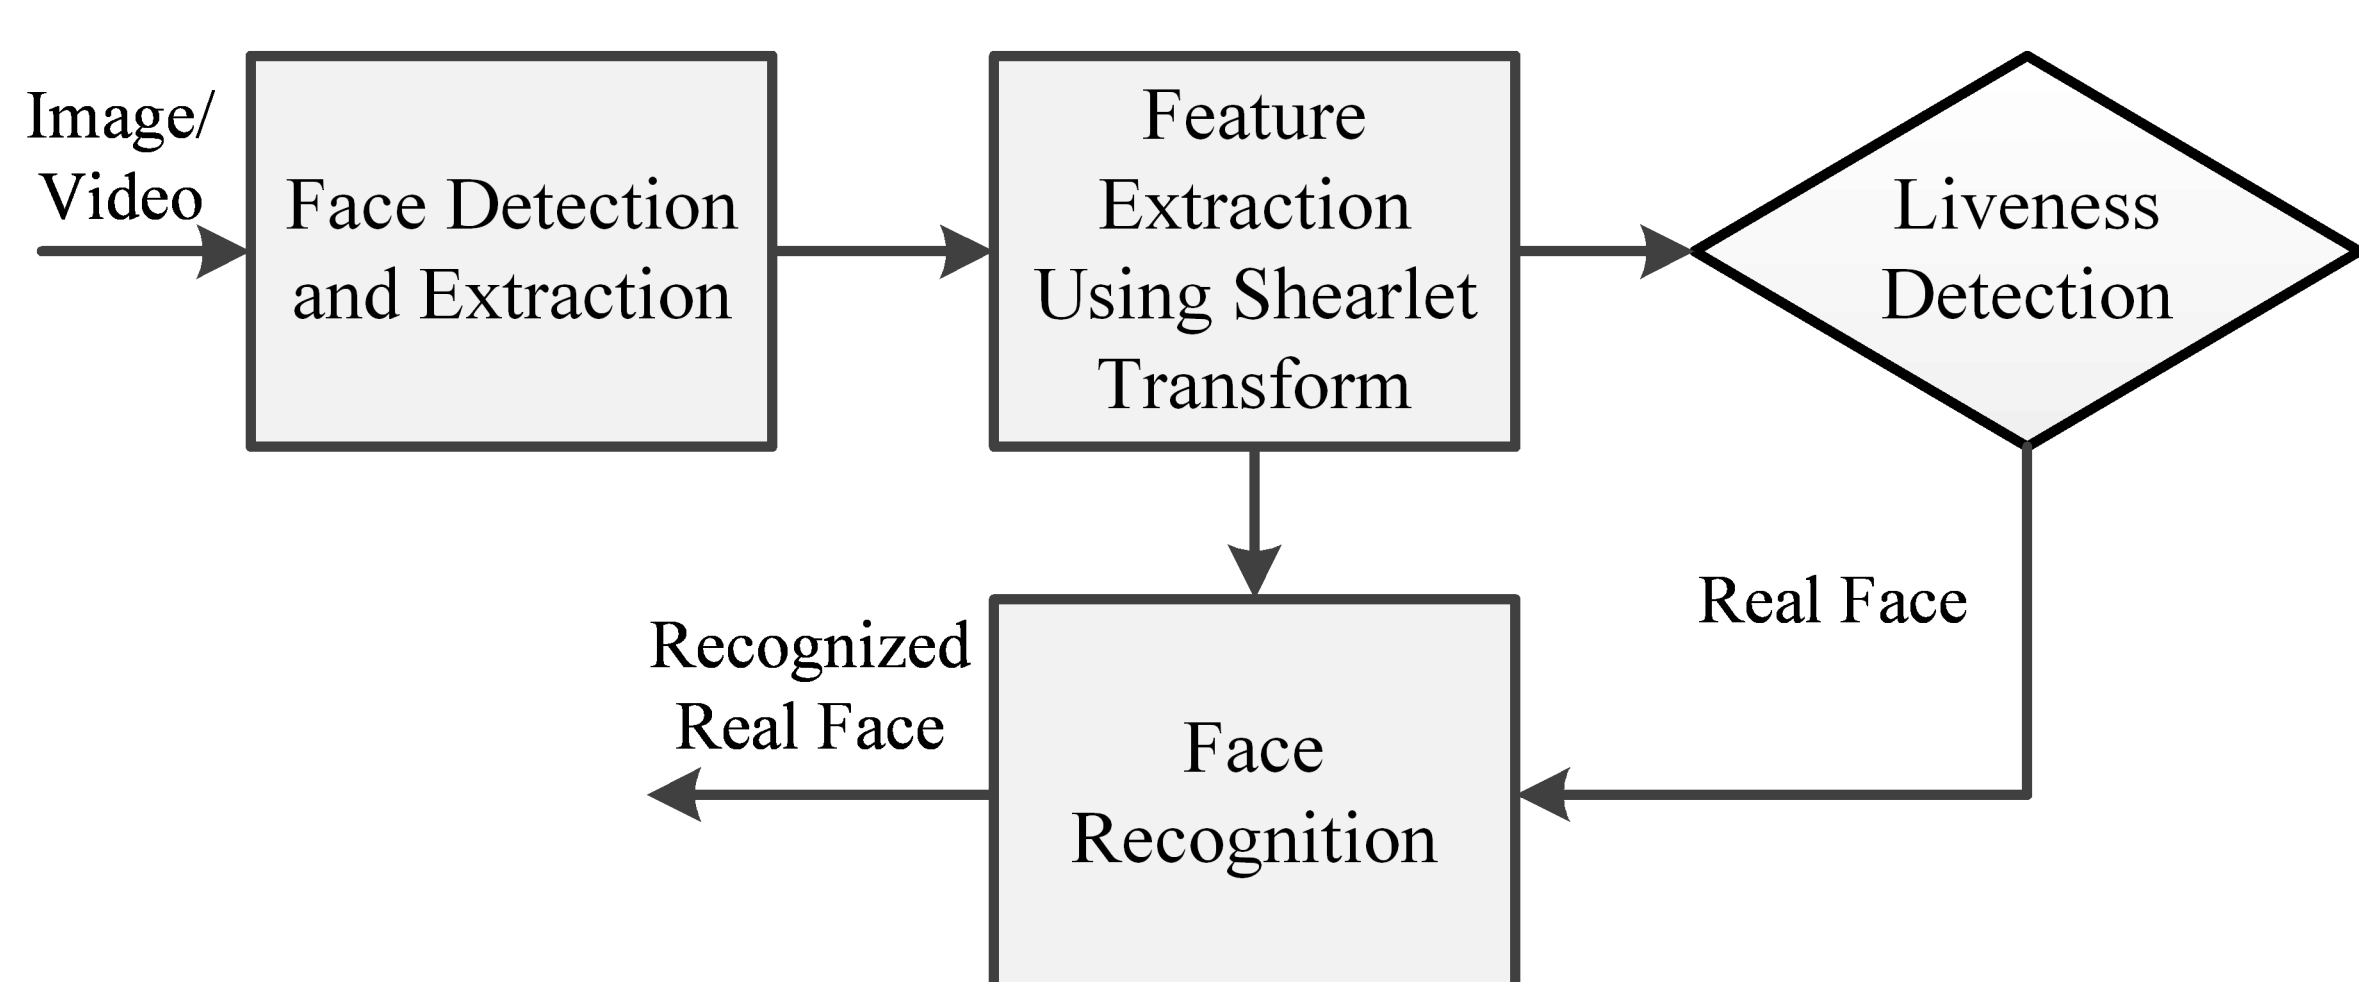 Image/
Video
Face Detection
and Extraction
Feature
Extraction
Using Shearlet
Transform
Liveness
Detection
Real Face
Recognized
Real Face
Face
Recognition